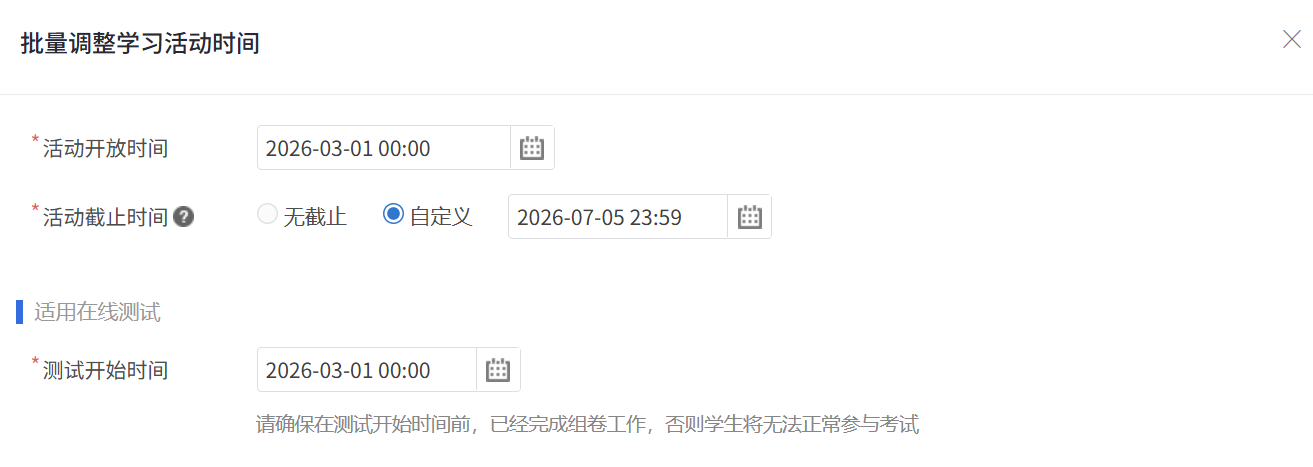 批量调整学习活动时间
*活动开放时间 2026-03-01 00:00
*活动截止时间 ? 无截止 自定义 2026-07-05 23:59
适用在线测试
*测试开始时间 2026-03-01 00:00
请确保在测试开始时间前，已经完成组卷工作，否则学生将无法正常参与考试